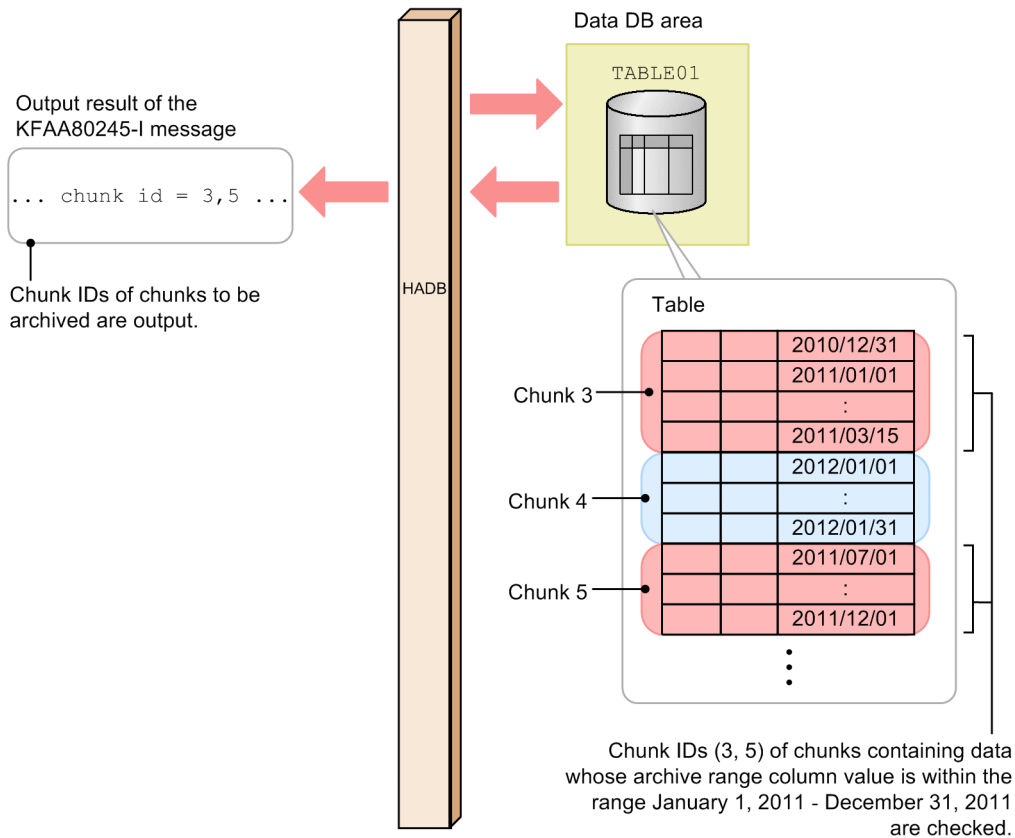 Data DB area
TABLE01
Output result of the
KFAA80245-I message
... chunk id = 3,5 ...
Chunk IDs of chunks to be
archived are output.
HADB
Table
2010/12/31
2011/01/01
:
2011/03/15
Chunk 3
2012/01/01
:
2012/01/31
Chunk 4
2011/07/01
:
2011/12/01
Chunk 5
Chunk IDs (3, 5) of chunks containing data
whose archive range column value is within the
range January 1, 2011 - December 31, 2011
are checked.